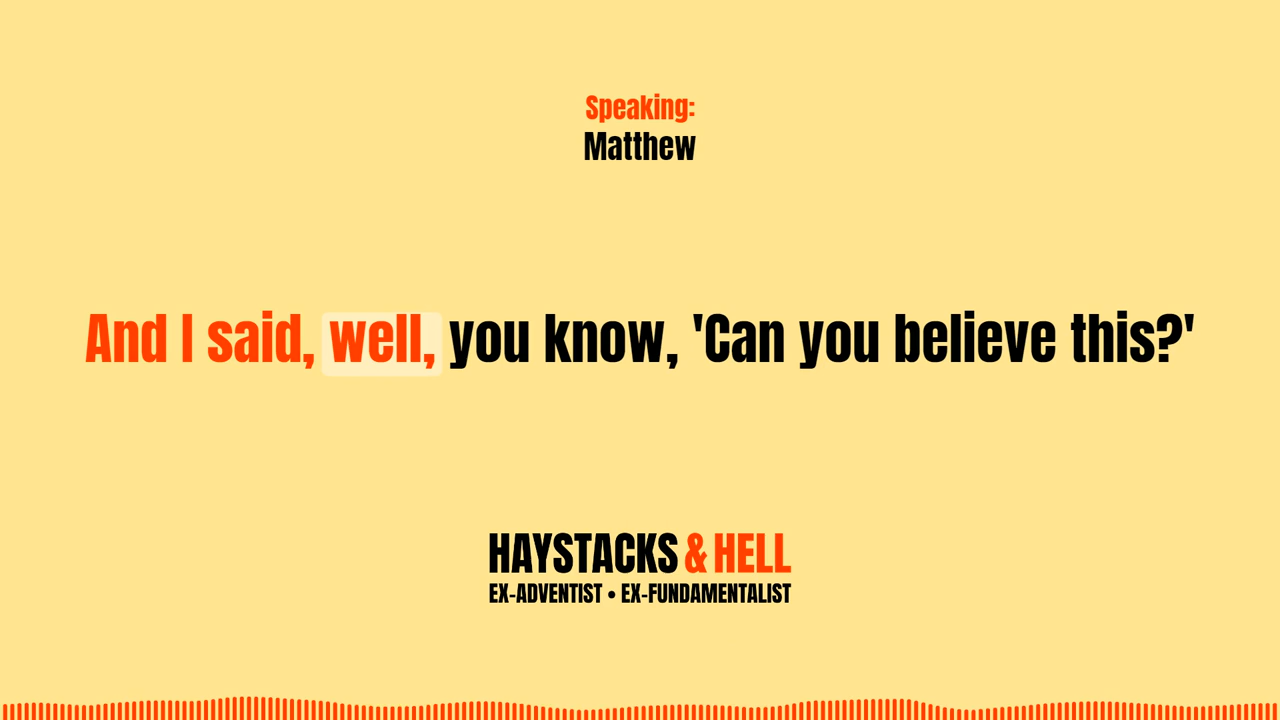 Speaking:
Matthew
And I said, well, you know, 'Can you believe this?'
HAYSTACKS & HELL
EX-ADVENTIST • EX-FUNDAMENTALIST